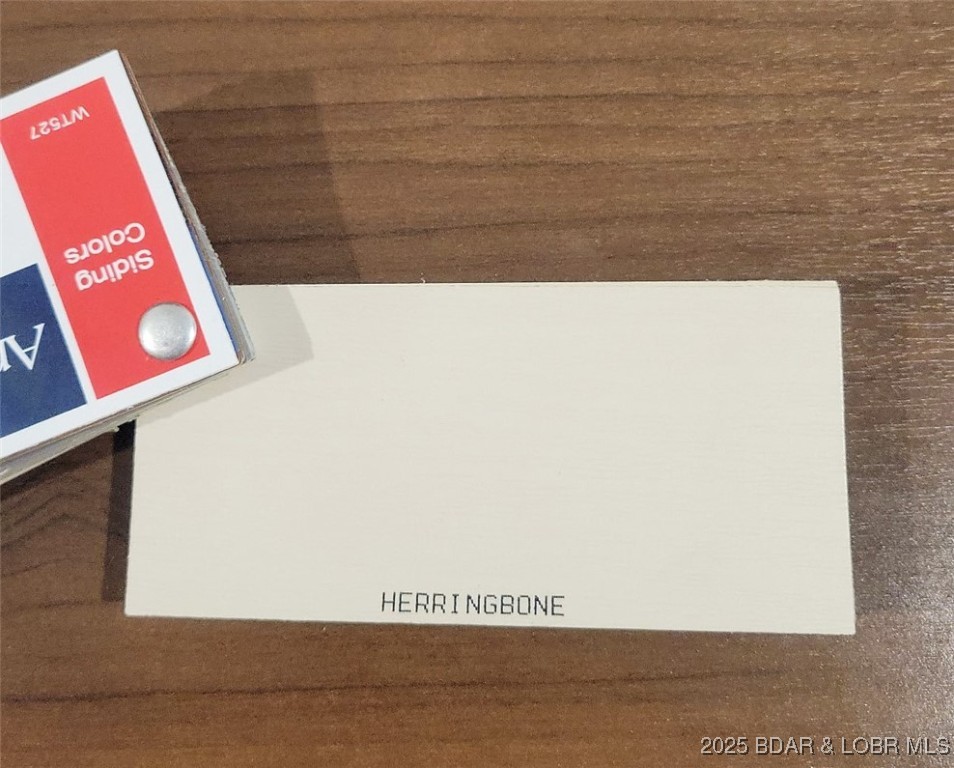 WT527
Siding
Colors
HERRINGBONE
2025 BDAR & LOBR MLS